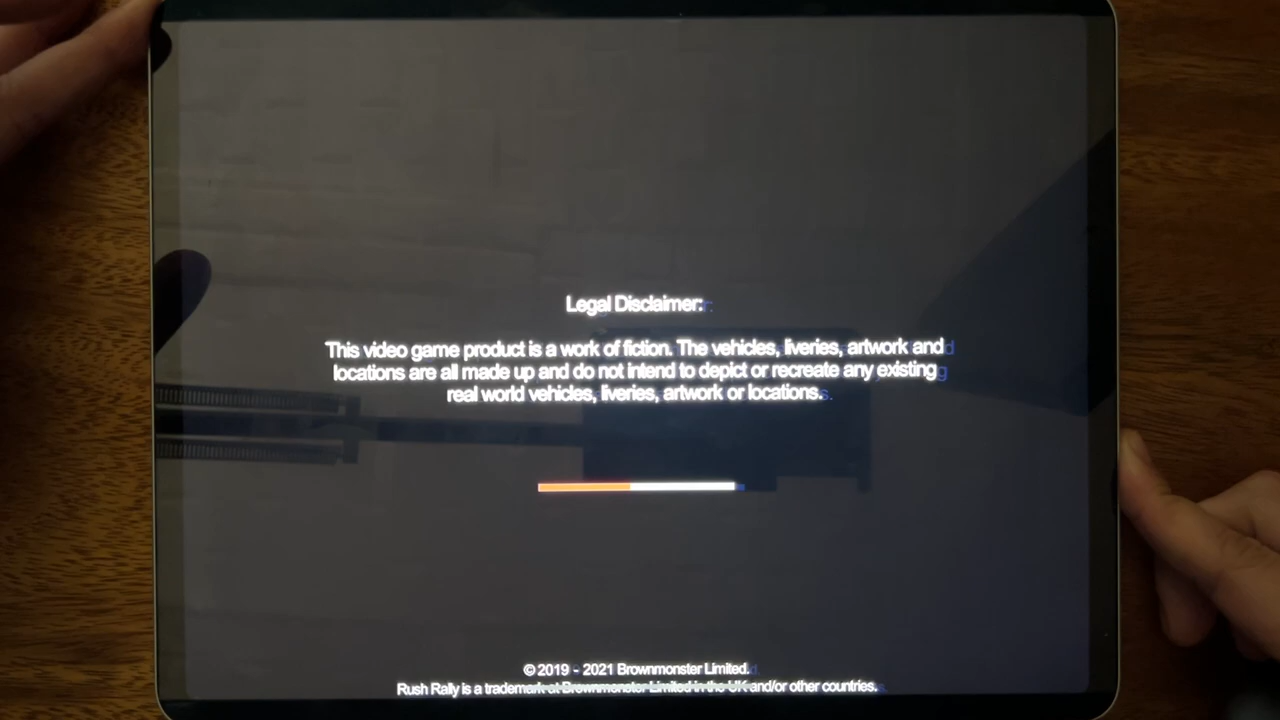 Legal Disclaimer:
This video game product is a work of fiction. The vehicles, liveries, artwork and
locations are all made up and do not intend to depict or recreate any existing
real world vehicles, liveries, artwork or locations.
© 2019 - 2021 Brownmonster Limited.
Rush Rally is a trademark at Brownmonster Limited in the UK and/or other countries.